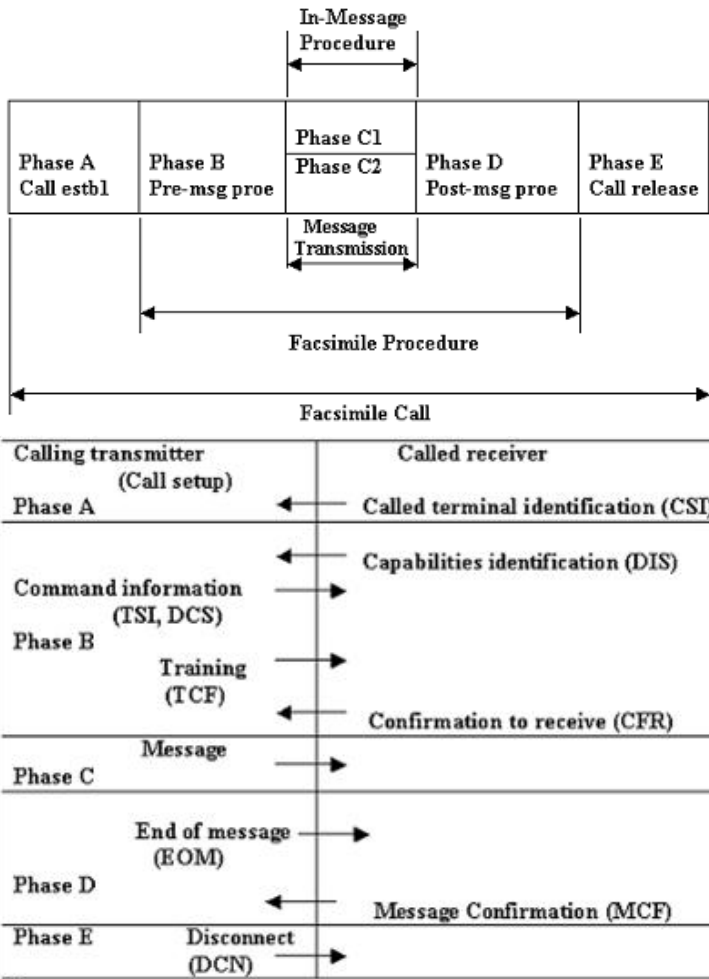 In-Message
Procedure
Phase A
Call estbl
Phase B
Pre-msg proe
Phase C1
Phase C2
Phase D
Post-msg proe
Phase E
Call release
Message
Transmission
Facsimile Procedure
Facsimile Call
Calling transmitter
(Call setup)
Called receiver
Phase A
Called terminal identification (CSI)
Capabilities identification (DIS)
Command information
(TSI, DCS)
Phase B
Training
(TCF)
Confirmation to receive (CFR)
Message
Phase C
End of message
(EOM)
Phase D
Message Confirmation (MCF)
Phase E
Disconnect
(DCN)